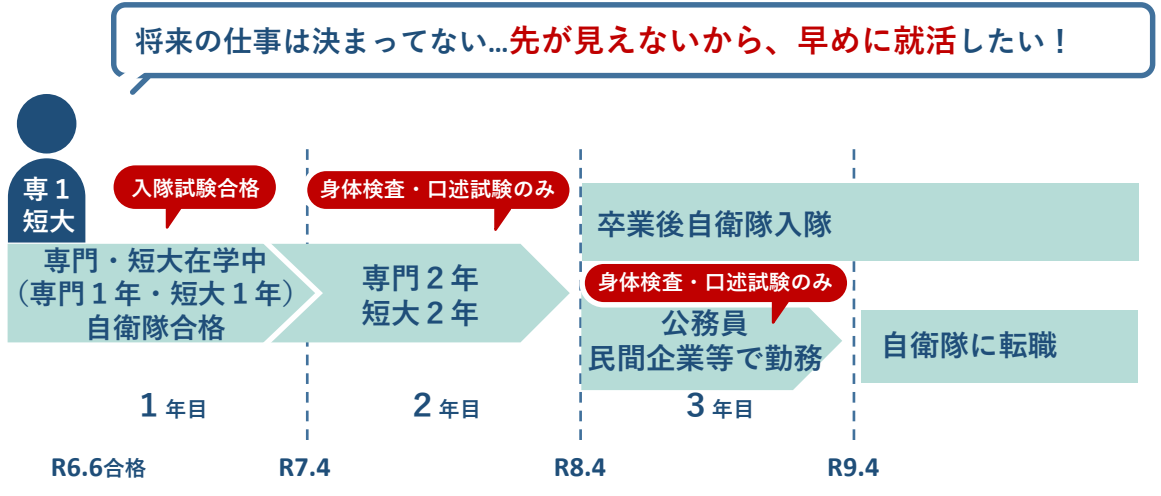 将来の仕事は決まってない…先が見えないから、早めに就活したい！
専１
短大
入隊試験合格
身体検査・口述試験のみ
専門・短大在学中
（専門１年・短大１年）
自衛隊合格
専門２年
短大２年
卒業後自衛隊入隊
身体検査・口述試験のみ
公務員
民間企業等で勤務
自衛隊に転職
1 年目
2 年目
3 年目
R6.6合格
R7.4
R8.4
R9.4